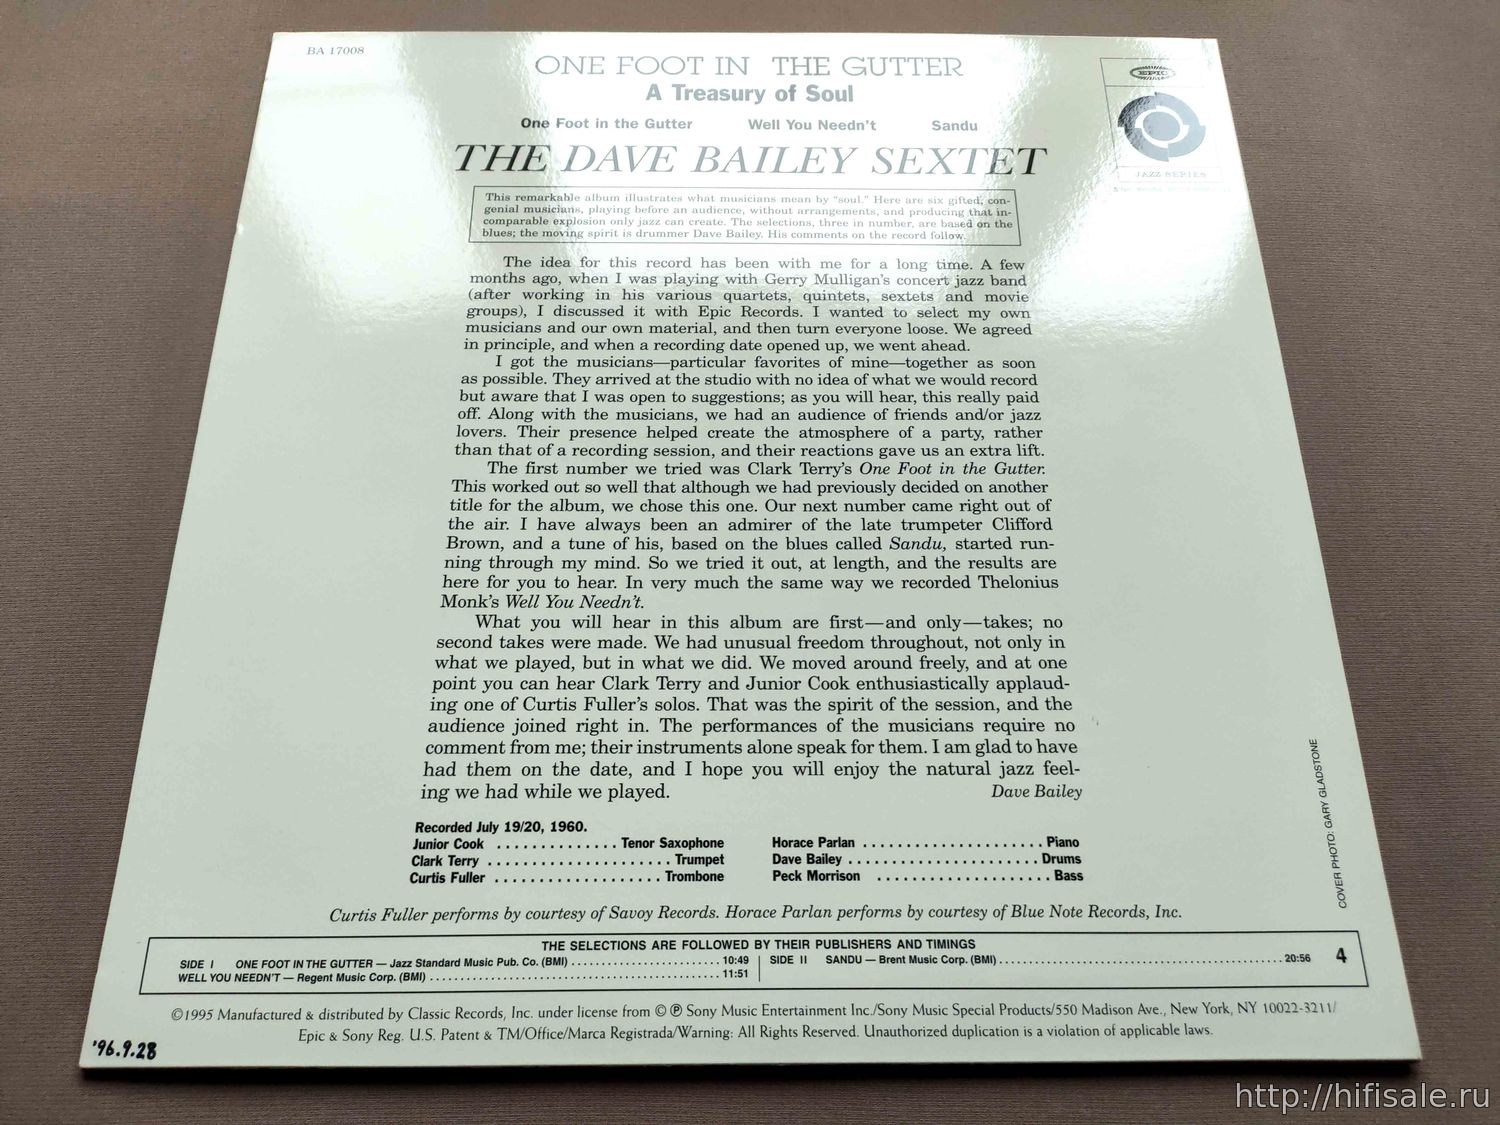 BA 17008
ONE FOOT IN THE GUTTER
A Treasury of Soul
One Foot in the Gutter Well You Needn't Sandu
THE DAVE BAILEY SEXTET
EPIC
JAZZ SERIES
This remarkable album illustrates what musicians mean by "soul." Here are six gifted, con-
genial musicians, playing before an audience, without arrangements, and producing that in-
comparable explosion only jazz can create. The selections, three in number, are based on the
blues; the moving spirit is drummer Dave Bailey. His comments on the record follow.
The idea for this record has been with me for a long time. A few
months ago, when I was playing with Gerry Mulligan's concert jazz band
(after working in his various quartets, quintets, sextets and movie
groups), I discussed it with Epic Records. I wanted to select my own
musicians and our own material, and then turn everyone loose. We agreed
in principle, and when a recording date opened up, we went ahead.
I got the musicians—particular favorites of mine—together as soon
as possible. They arrived at the studio with no idea of what we would record
but aware that I was open to suggestions; as you will hear, this really paid
off. Along with the musicians, we had an audience of friends and/or jazz
lovers. Their presence helped create the atmosphere of a party, rather
than that of a recording session, and their reactions gave us an extra lift.
The first number we tried was Clark Terry's One Foot in the Gutter.
This worked out so well that although we had previously decided on another
title for the album, we chose this one. Our next number came right out of
the air. I have always been an admirer of the late trumpeter Clifford
Brown, and a tune of his, based on the blues called Sandu, started run-
ning through my mind. So we tried it out, at length, and the results are
here for you to hear. In very much the same way we recorded Thelonius
Monk's Well You Needn't.
What you will hear in this album are first—and only—takes; no
second takes were made. We had unusual freedom throughout, not only in
what we played, but in what we did. We moved around freely, and at one
point you can hear Clark Terry and Junior Cook enthusiastically applaud-
ing one of Curtis Fuller's solos. That was the spirit of the session, and the
audience joined right in. The performances of the musicians require no
comment from me; their instruments alone speak for them. I am glad to have
had them on the date, and I hope you will enjoy the natural jazz feel-
ing we had while we played. Dave Bailey
Recorded July 19/20, 1960.
Junior Cook . . . . . . . . . . . . . . Tenor Saxophone
Clark Terry . . . . . . . . . . . . . . . . . . . . . Trumpet
Curtis Fuller . . . . . . . . . . . . . . . . . . . Trombone
Horace Parlan . . . . . . . . . . . . . . . . . . . . . Piano
Dave Bailey . . . . . . . . . . . . . . . . . . . . . . Drums
Peck Morrison . . . . . . . . . . . . . . . . . . . . Bass
Curtis Fuller performs by courtesy of Savoy Records. Horace Parlan performs by courtesy of Blue Note Records, Inc.
COVER PHOTO: GARY GLADSTONE
THE SELECTIONS ARE FOLLOWED BY THEIR PUBLISHERS AND TIMINGS
SIDE I ONE FOOT IN THE GUTTER — Jazz Standard Music Pub. Co. (BMI) . . . . . . . . 10:49
WELL YOU NEEDN'T — Regent Music Corp. (BMI) . . . . . . . . 11:51
SIDE II SANDU — Brent Music Corp. (BMI) . . . . . . . . 20:56
4
©1995 Manufactured & distributed by Classic Records, Inc. under license from © ℗ Sony Music Entertainment Inc./Sony Music Special Products/550 Madison Ave., New York, NY 10022-3211/
Epic & Sony Reg. U.S. Patent & TM/Office/Marca Registrada/Warning: All Rights Reserved. Unauthorized duplication is a violation of applicable laws.
'96.9.28
http://hifisale.ru